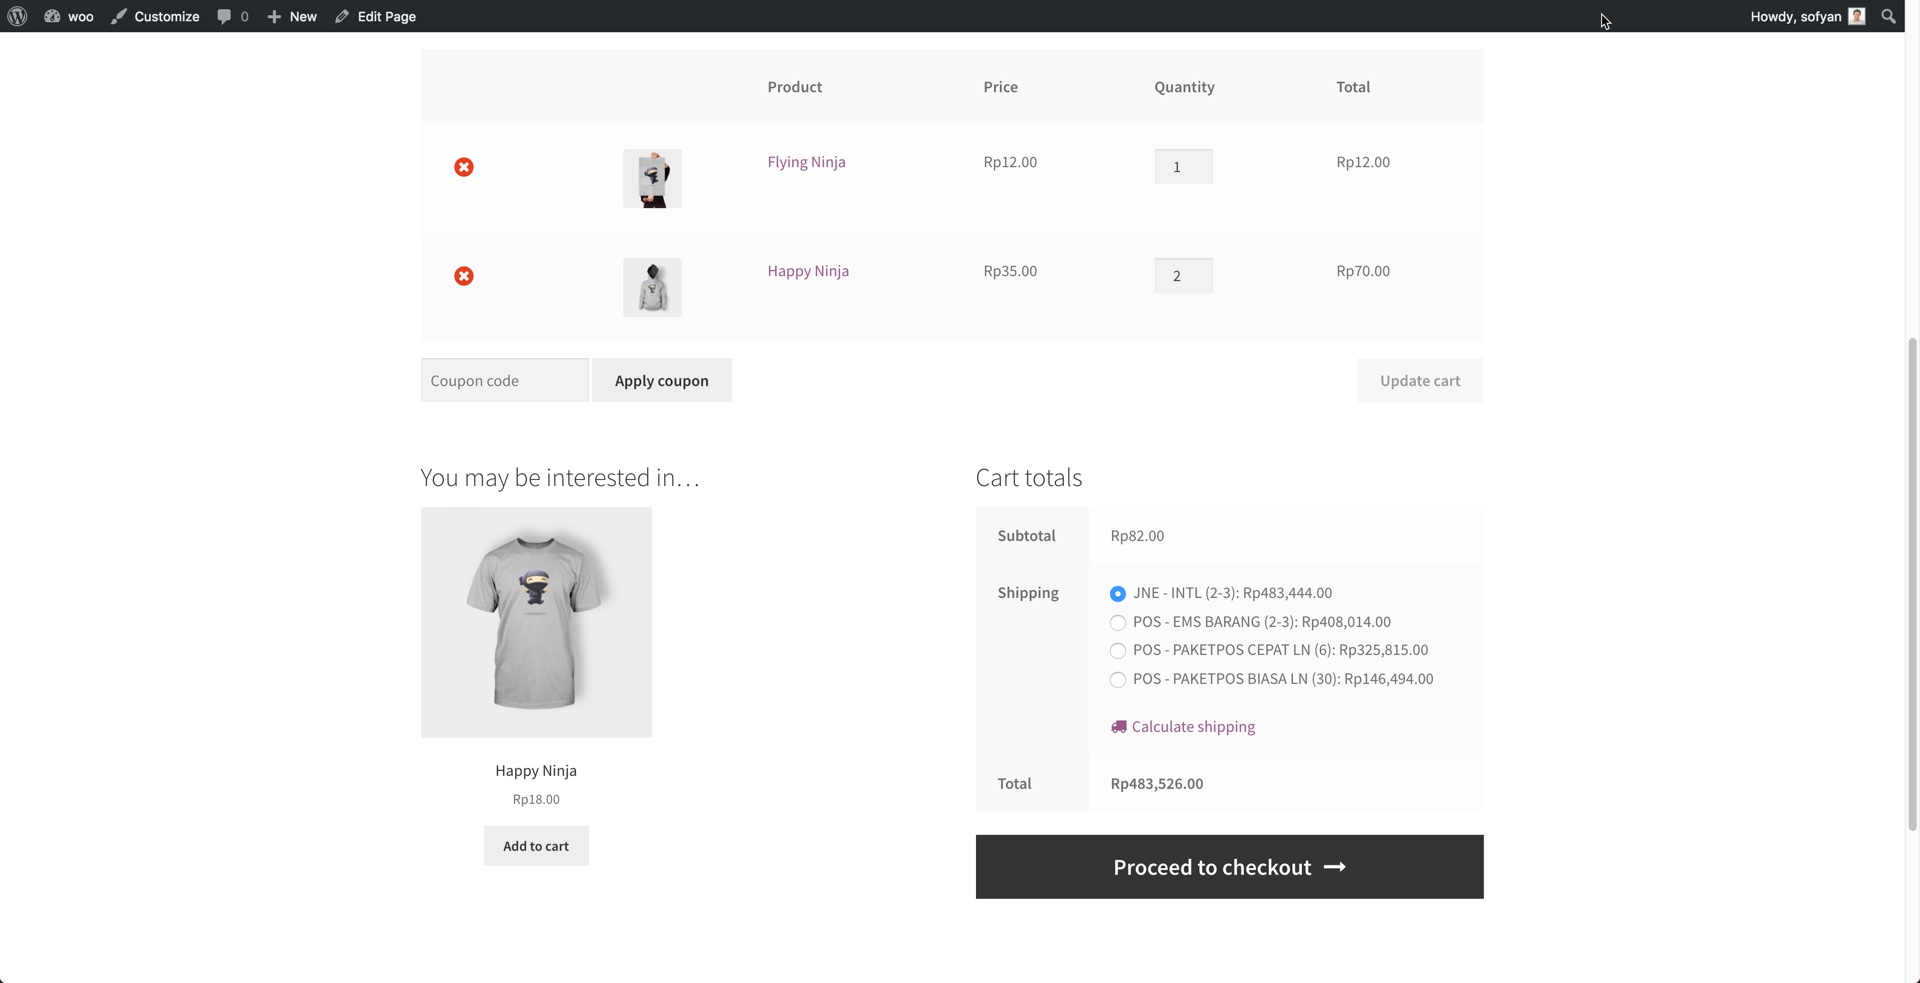 woo Customize 0 New Edit Page Howdy, sofyan
Product Price Quantity Total
Flying Ninja Rp12.00 1 Rp12.00
Happy Ninja Rp35.00 2 Rp70.00
Coupon code Apply coupon Update cart
You may be interested in…
Happy Ninja
Rp18.00
Add to cart
Cart totals
Subtotal Rp82.00
Shipping JNE - INTL (2-3): Rp483,444.00
POS - EMS BARANG (2-3): Rp408,014.00
POS - PAKETPOS CEPAT LN (6): Rp325,815.00
POS - PAKETPOS BIASA LN (30): Rp146,494.00
Calculate shipping
Total Rp483,526.00
Proceed to checkout →